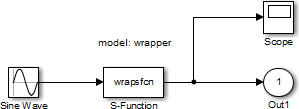 Scope
model: wrapper
wrapsfcn
1
Sine Wave
S-Function
Out1